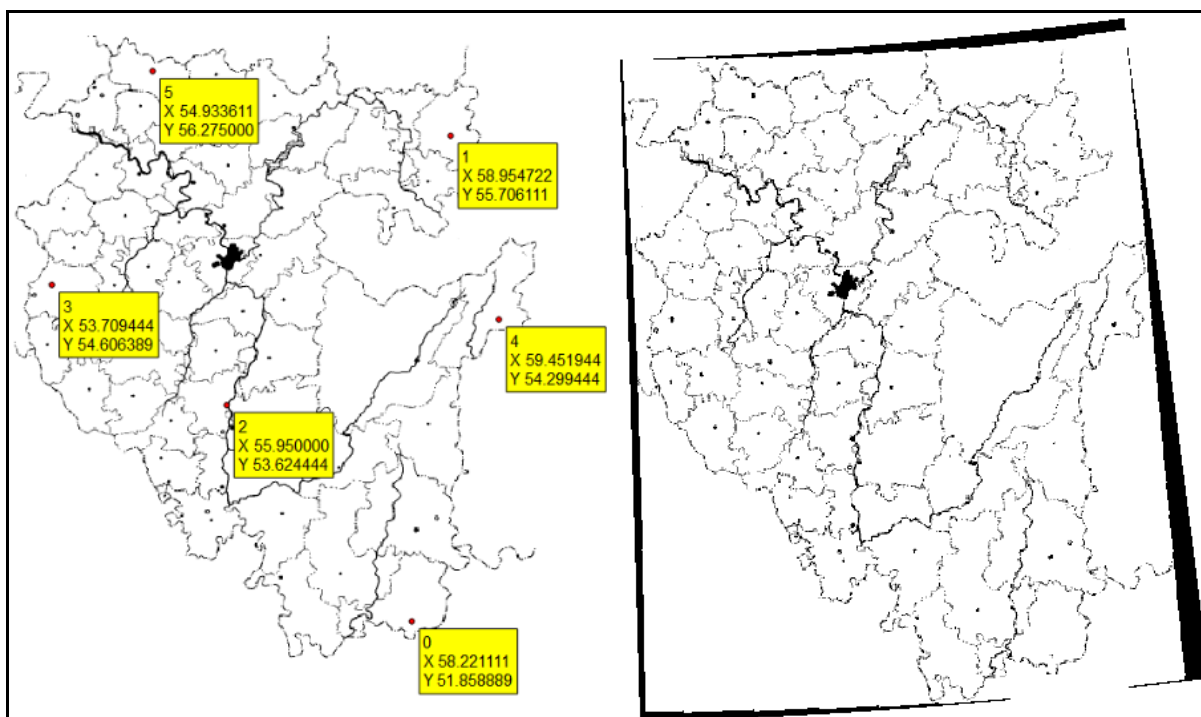 5
X 54.933611
Y 56.275000
1
X 58.954722
Y 55.706111
3
X 53.709444
Y 54.606389
4
X 59.451944
Y 54.299444
2
X 55.950000
Y 53.624444
0
X 58.221111
Y 51.858889